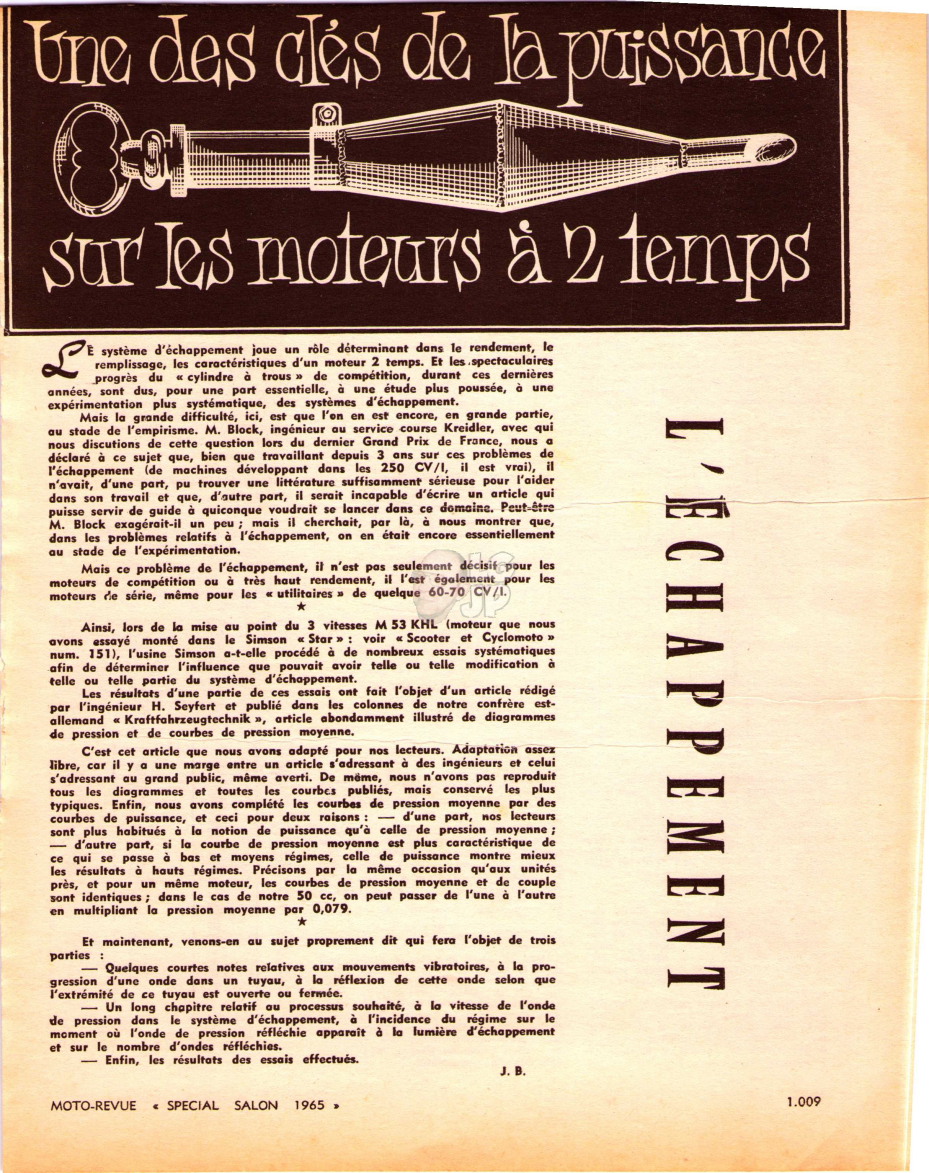 Une des clés de la puissance
sur les moteurs à 2 temps
LE système d'échappement joue un rôle déterminant dans le rendement, le
remplissage, les caractéristiques d'un moteur 2 temps. Et les spectaculaires
progrès du « cylindre à trous » de compétition, durant ces dernières
années, sont dus, pour une part essentielle, à une étude plus poussée, à une
expérimentation plus systématique, des systèmes d'échappement.
Mais la grande difficulté, ici, est que l'on en est encore, en grande partie,
au stade de l'empirisme. M. Block, ingénieur au service course Kreidler, avec qui
nous discutions de cette question lors du dernier Grand Prix de France, nous a
déclaré à ce sujet que, bien que travaillant depuis 3 ans sur ces problèmes de
l'échappement (de machines développant dans les 250 CV/l, il est vrai), il
n'avait, d'une part, pu trouver une littérature suffisamment sérieuse pour l'aider
dans son travail et que, d'autre part, il serait incapable d'écrire un article qui
puisse servir de guide à quiconque voudrait se lancer dans ce domaine. Peut-être
M. Block exagérait-il un peu ; mais il cherchait, par là, à nous montrer que,
dans les problèmes relatifs à l'échappement, on en était encore essentiellement
au stade de l'expérimentation.
Mais ce problème de l'échappement, il n'est pas seulement décisif pour les
moteurs de compétition ou à très haut rendement, il l'est également pour les
moteurs de série, même pour les « utilitaires » de quelque 60-70 CV/l.
★
Ainsi, lors de la mise au point du 3 vitesses M 53 KHL (moteur que nous
avons essayé monté dans le Simson « Star » : voir « Scooter et Cyclomoto »
num. 151), l'usine Simson a-t-elle procédé à de nombreux essais systématiques
afin de déterminer l'influence que pouvait avoir telle ou telle modification à
telle ou telle partie du système d'échappement.
Les résultats d'une partie de ces essais ont fait l'objet d'un article rédigé
par l'ingénieur H. Seyfert et publié dans les colonnes de notre confrère est-
allemand « Kraftfahrzeugtechnik », article abondamment illustré de diagrammes
de pression et de courbes de pression moyenne.
C'est cet article que nous avons adapté pour nos lecteurs. Adaptation assez
libre, car il y a une marge entre un article s'adressant à des ingénieurs et celui
s'adressant au grand public, même averti. De même, nous n'avons pas reproduit
tous les diagrammes et toutes les courbes publiés, mais conservé les plus
typiques. Enfin, nous avons complété les courbes de pression moyenne par des
courbes de puissance, et ceci pour deux raisons : — d'une part, nos lecteurs
sont plus habitués à la notion de puissance qu'à celle de pression moyenne ;
— d'autre part, si la courbe de pression moyenne est plus caractéristique de
ce qui se passe à bas et moyens régimes, celle de puissance montre mieux
les résultats à hauts régimes. Précisons par la même occasion qu'aux unités
près, et pour un même moteur, les courbes de pression moyenne et de couple
sont identiques ; dans le cas de notre 50 cc, on peut passer de l'une à l'autre
en multipliant la pression moyenne par 0,079.
★
Et maintenant, venons-en au sujet proprement dit qui fera l'objet de trois
parties :
— Quelques courtes notes relatives aux mouvements vibratoires, à la pro-
gression d'une onde dans un tuyau, à la réflexion de cette onde selon que
l'extrémité de ce tuyau est ouverte ou fermée.
— Un long chapitre relatif au processus souhaité, à la vitesse de l'onde
de pression dans le système d'échappement, à l'incidence du régime sur le
moment où l'onde de pression réfléchie apparaît à la lumière d'échappement
et sur le nombre d'ondes réfléchies.
— Enfin, les résultats des essais effectués.
J. B.
L'ÉCHAPPEMENT
MOTO-REVUE « SPECIAL SALON 1965 »
1.009